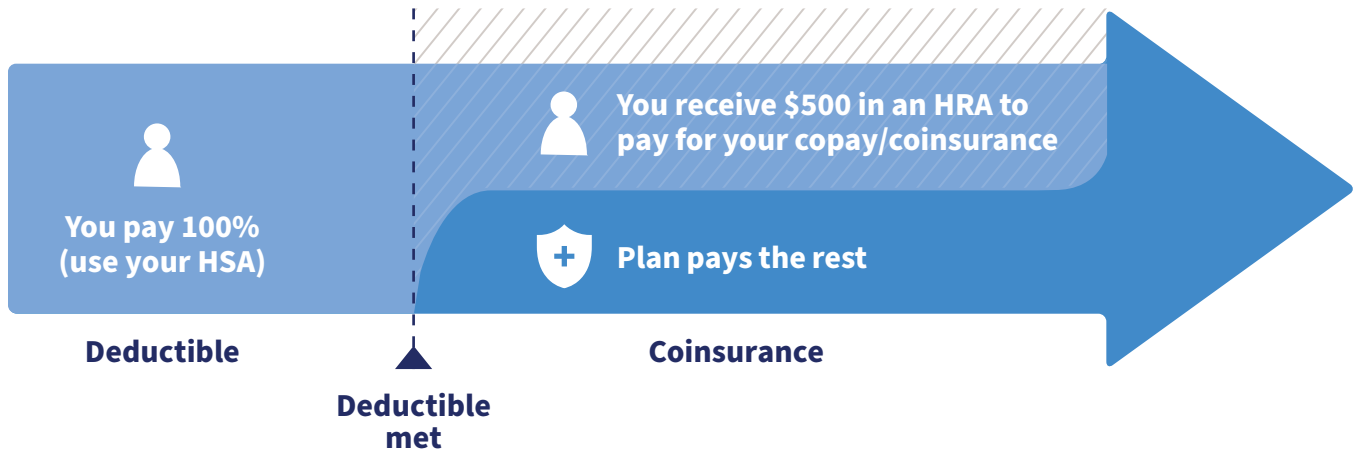 You pay 100%
(use your HSA)
You receive $500 in an HRA to
pay for your copay/coinsurance
Plan pays the rest
Deductible
Deductible
met
Coinsurance